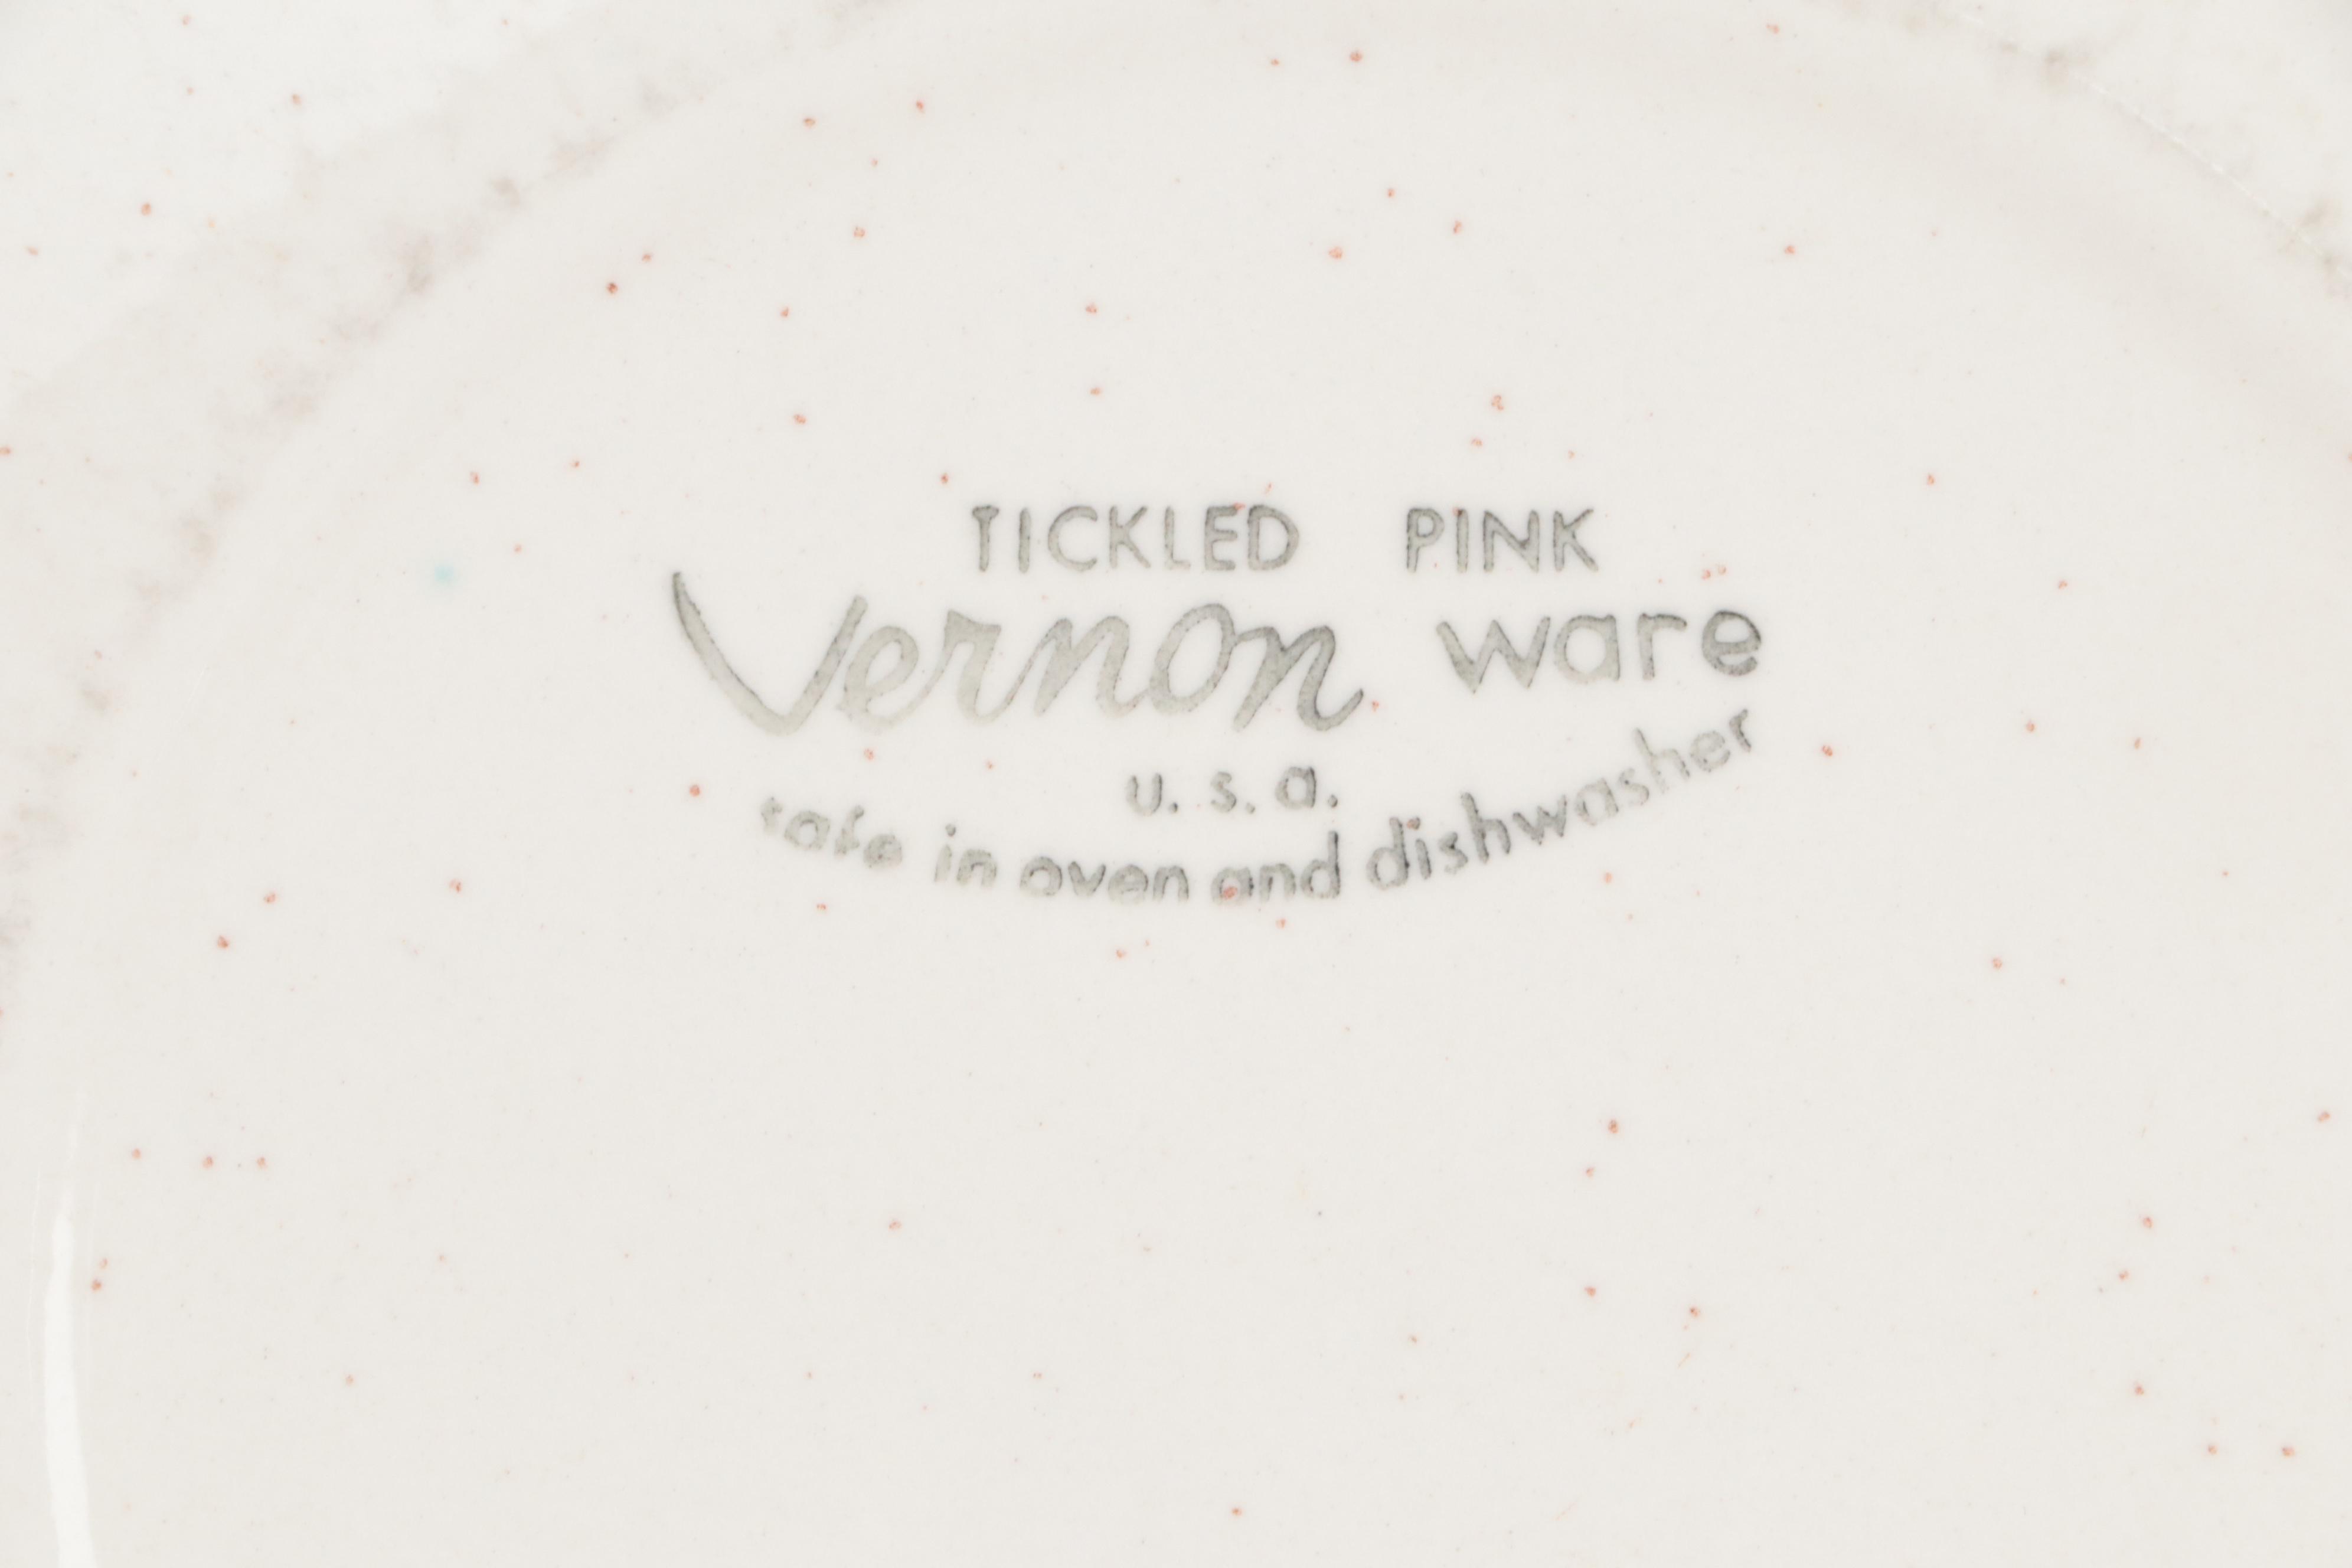 TICKLED PINK
Vernon ware
u. s. a.
safe in oven and dishwasher